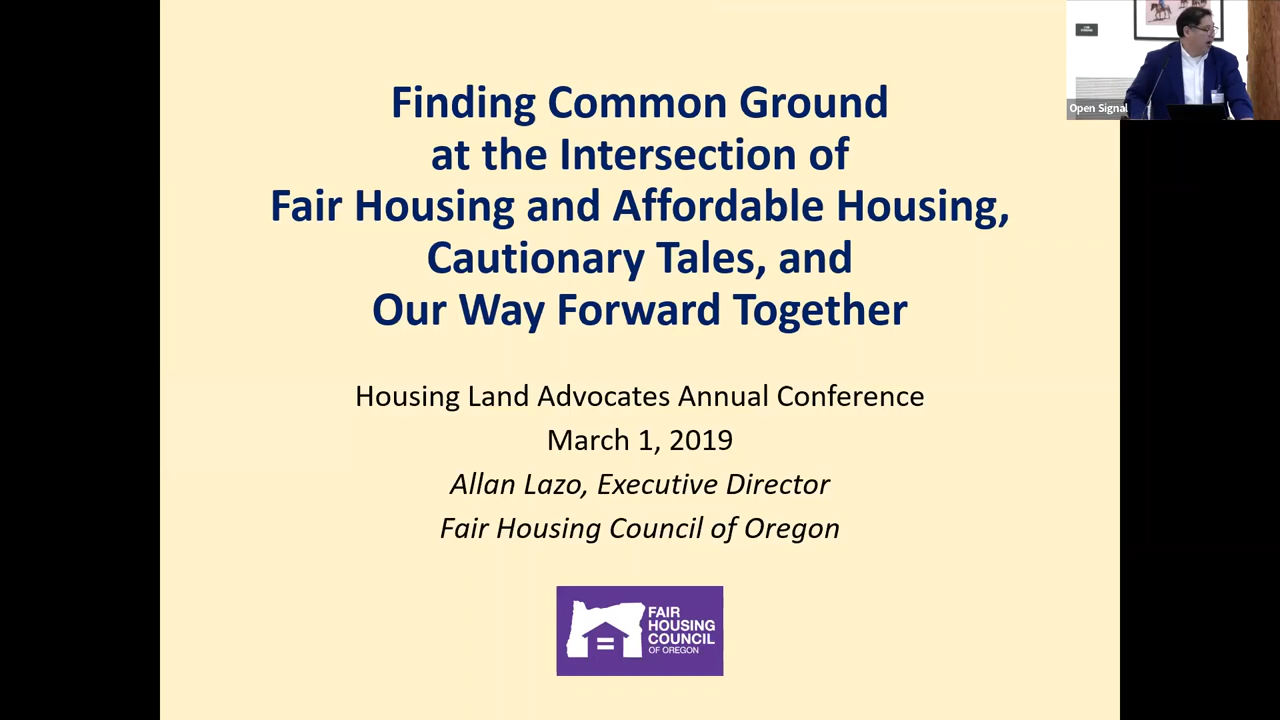 Finding Common Ground
at the Intersection of
Fair Housing and Affordable Housing,
Cautionary Tales, and
Our Way Forward Together
Housing Land Advocates Annual Conference
March 1, 2019
Allan Lazo, Executive Director
Fair Housing Council of Oregon
FAIR
HOUSING
COUNCIL
OF OREGON
Open Signal